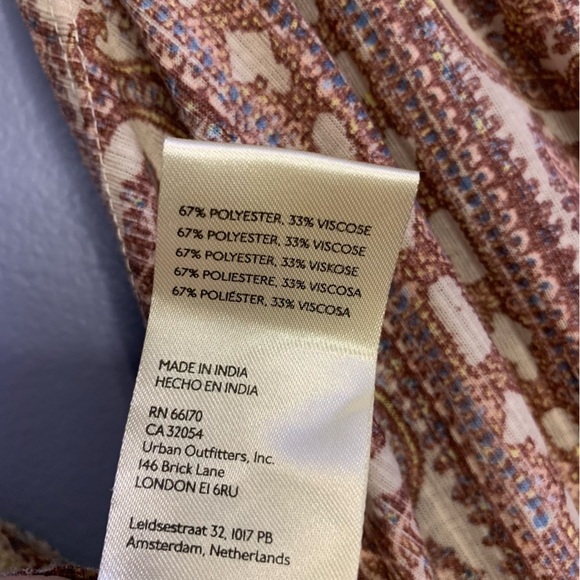 67% POLYESTER, 33% VISCOSE
67% POLYESTER, 33% VISCOSE
67% POLYESTER, 33% VISKOSE
67% POLIESTERE, 33% VISCOSA
67% POLIÉSTER, 33% VISCOSA
MADE IN INDIA
HECHO EN INDIA
RN 66170
CA 32054
Urban Outfitters, Inc.
146 Brick Lane
LONDON E1 6RU
Leidsestraat 32, 1017 PB
Amsterdam, Netherlands